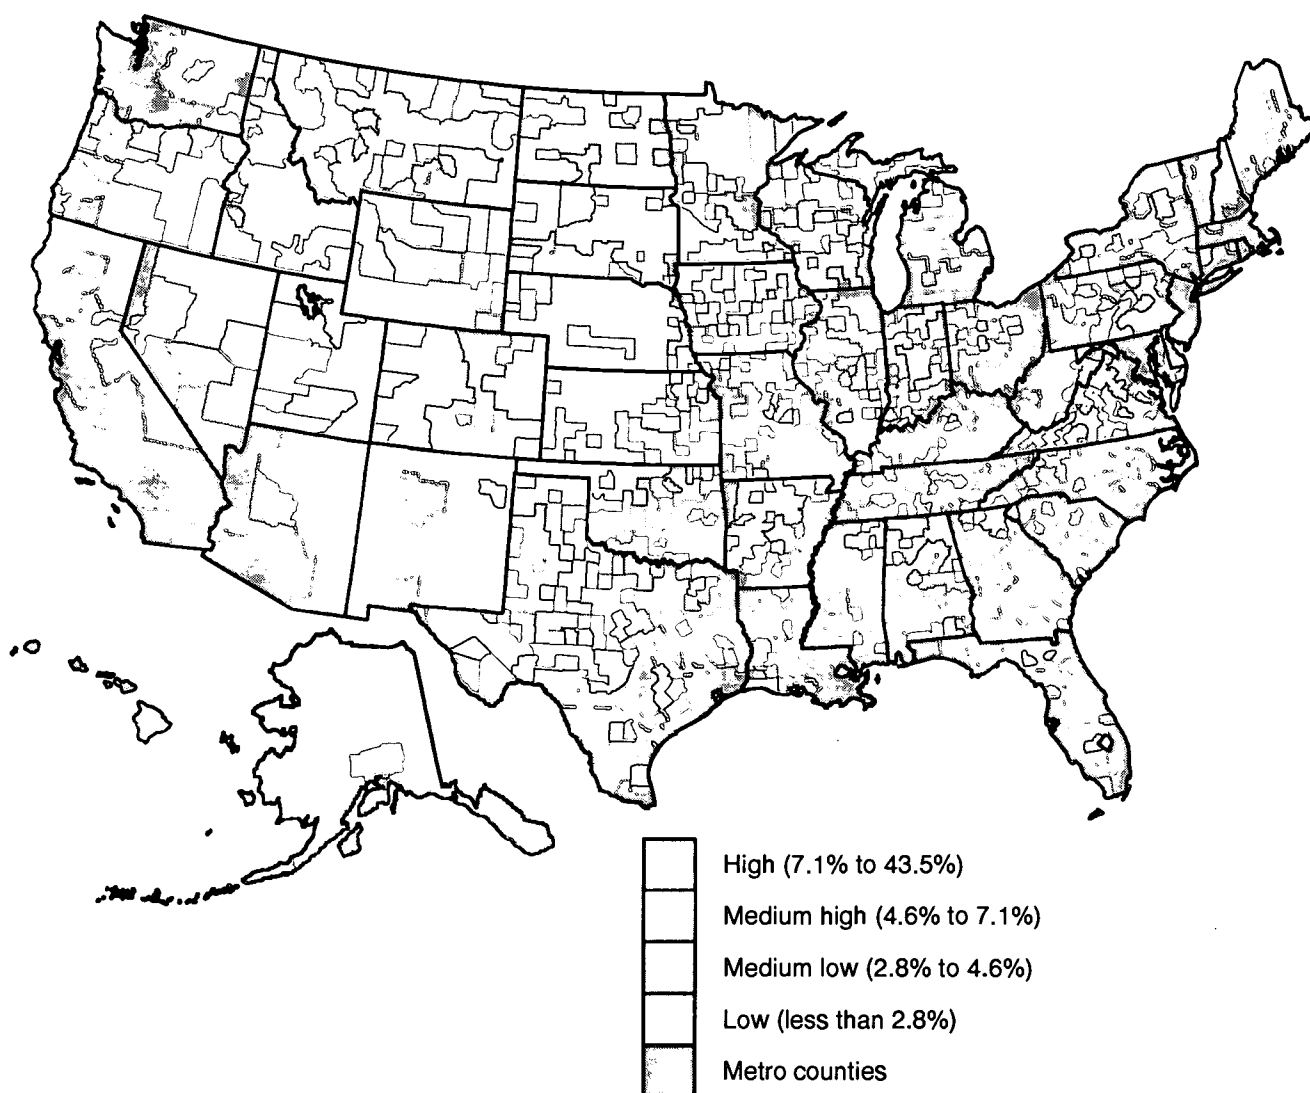 High (7.1% to 43.5%)
Medium high (4.6% to 7.1%)
Medium low (2.8% to 4.6%)
Low (less than 2.8%)
Metro counties